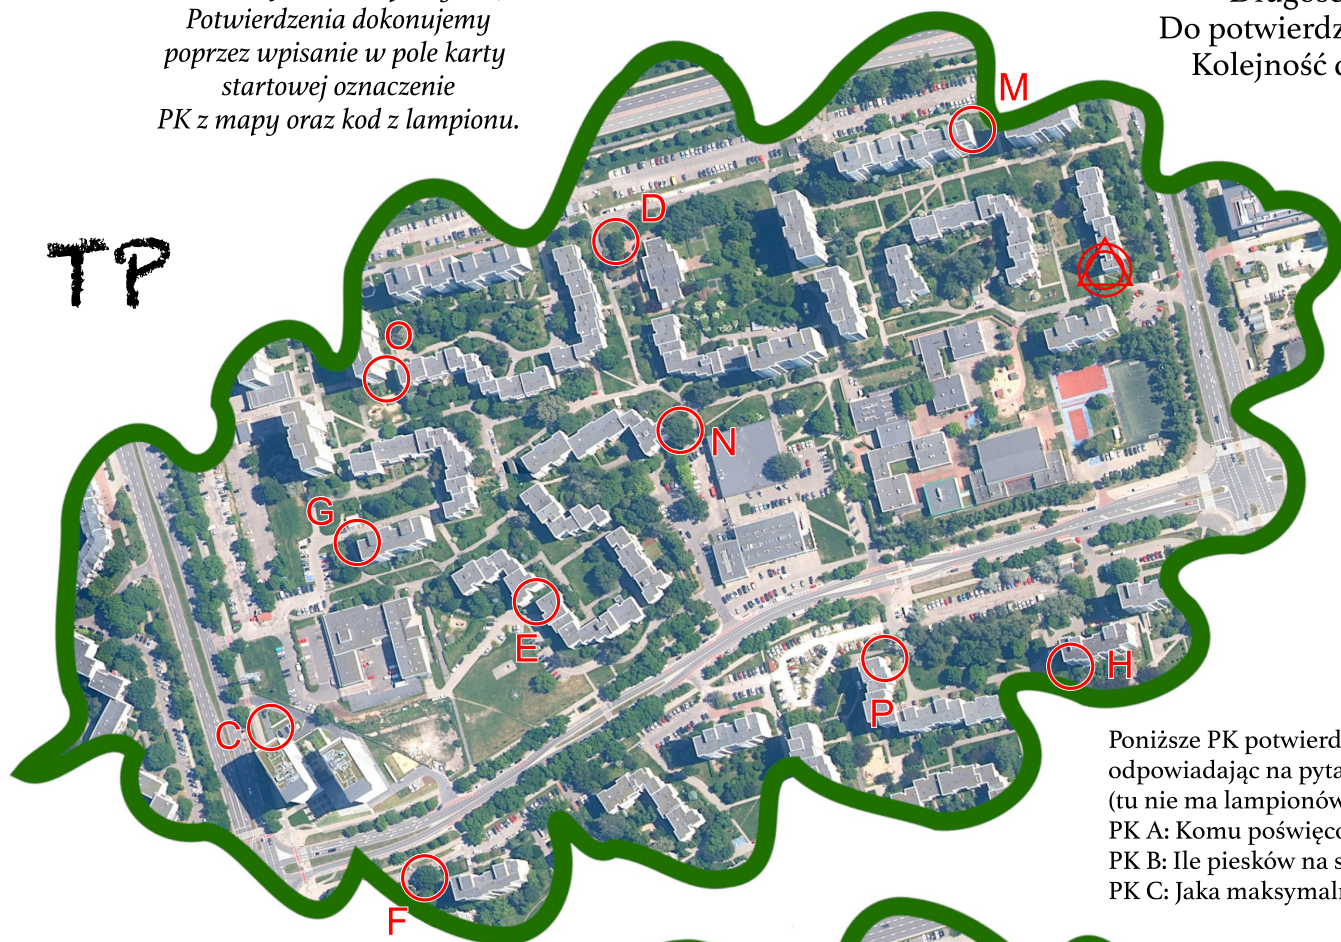 Potwierdzenia dokonujemy
poprzez wpisanie w pole karty
startowej oznaczenie
PK z mapy oraz kod z lampionu.
Do potwierdz
Kolejność o
TP
M
D
O
N
G
E
H
P
C
F
Poniższe PK potwierd
odpowiadając na pyta
(tu nie ma lampionów
PK A: Komu poświęco
PK B: Ile piesków na s
PK C: Jaka maksymaln